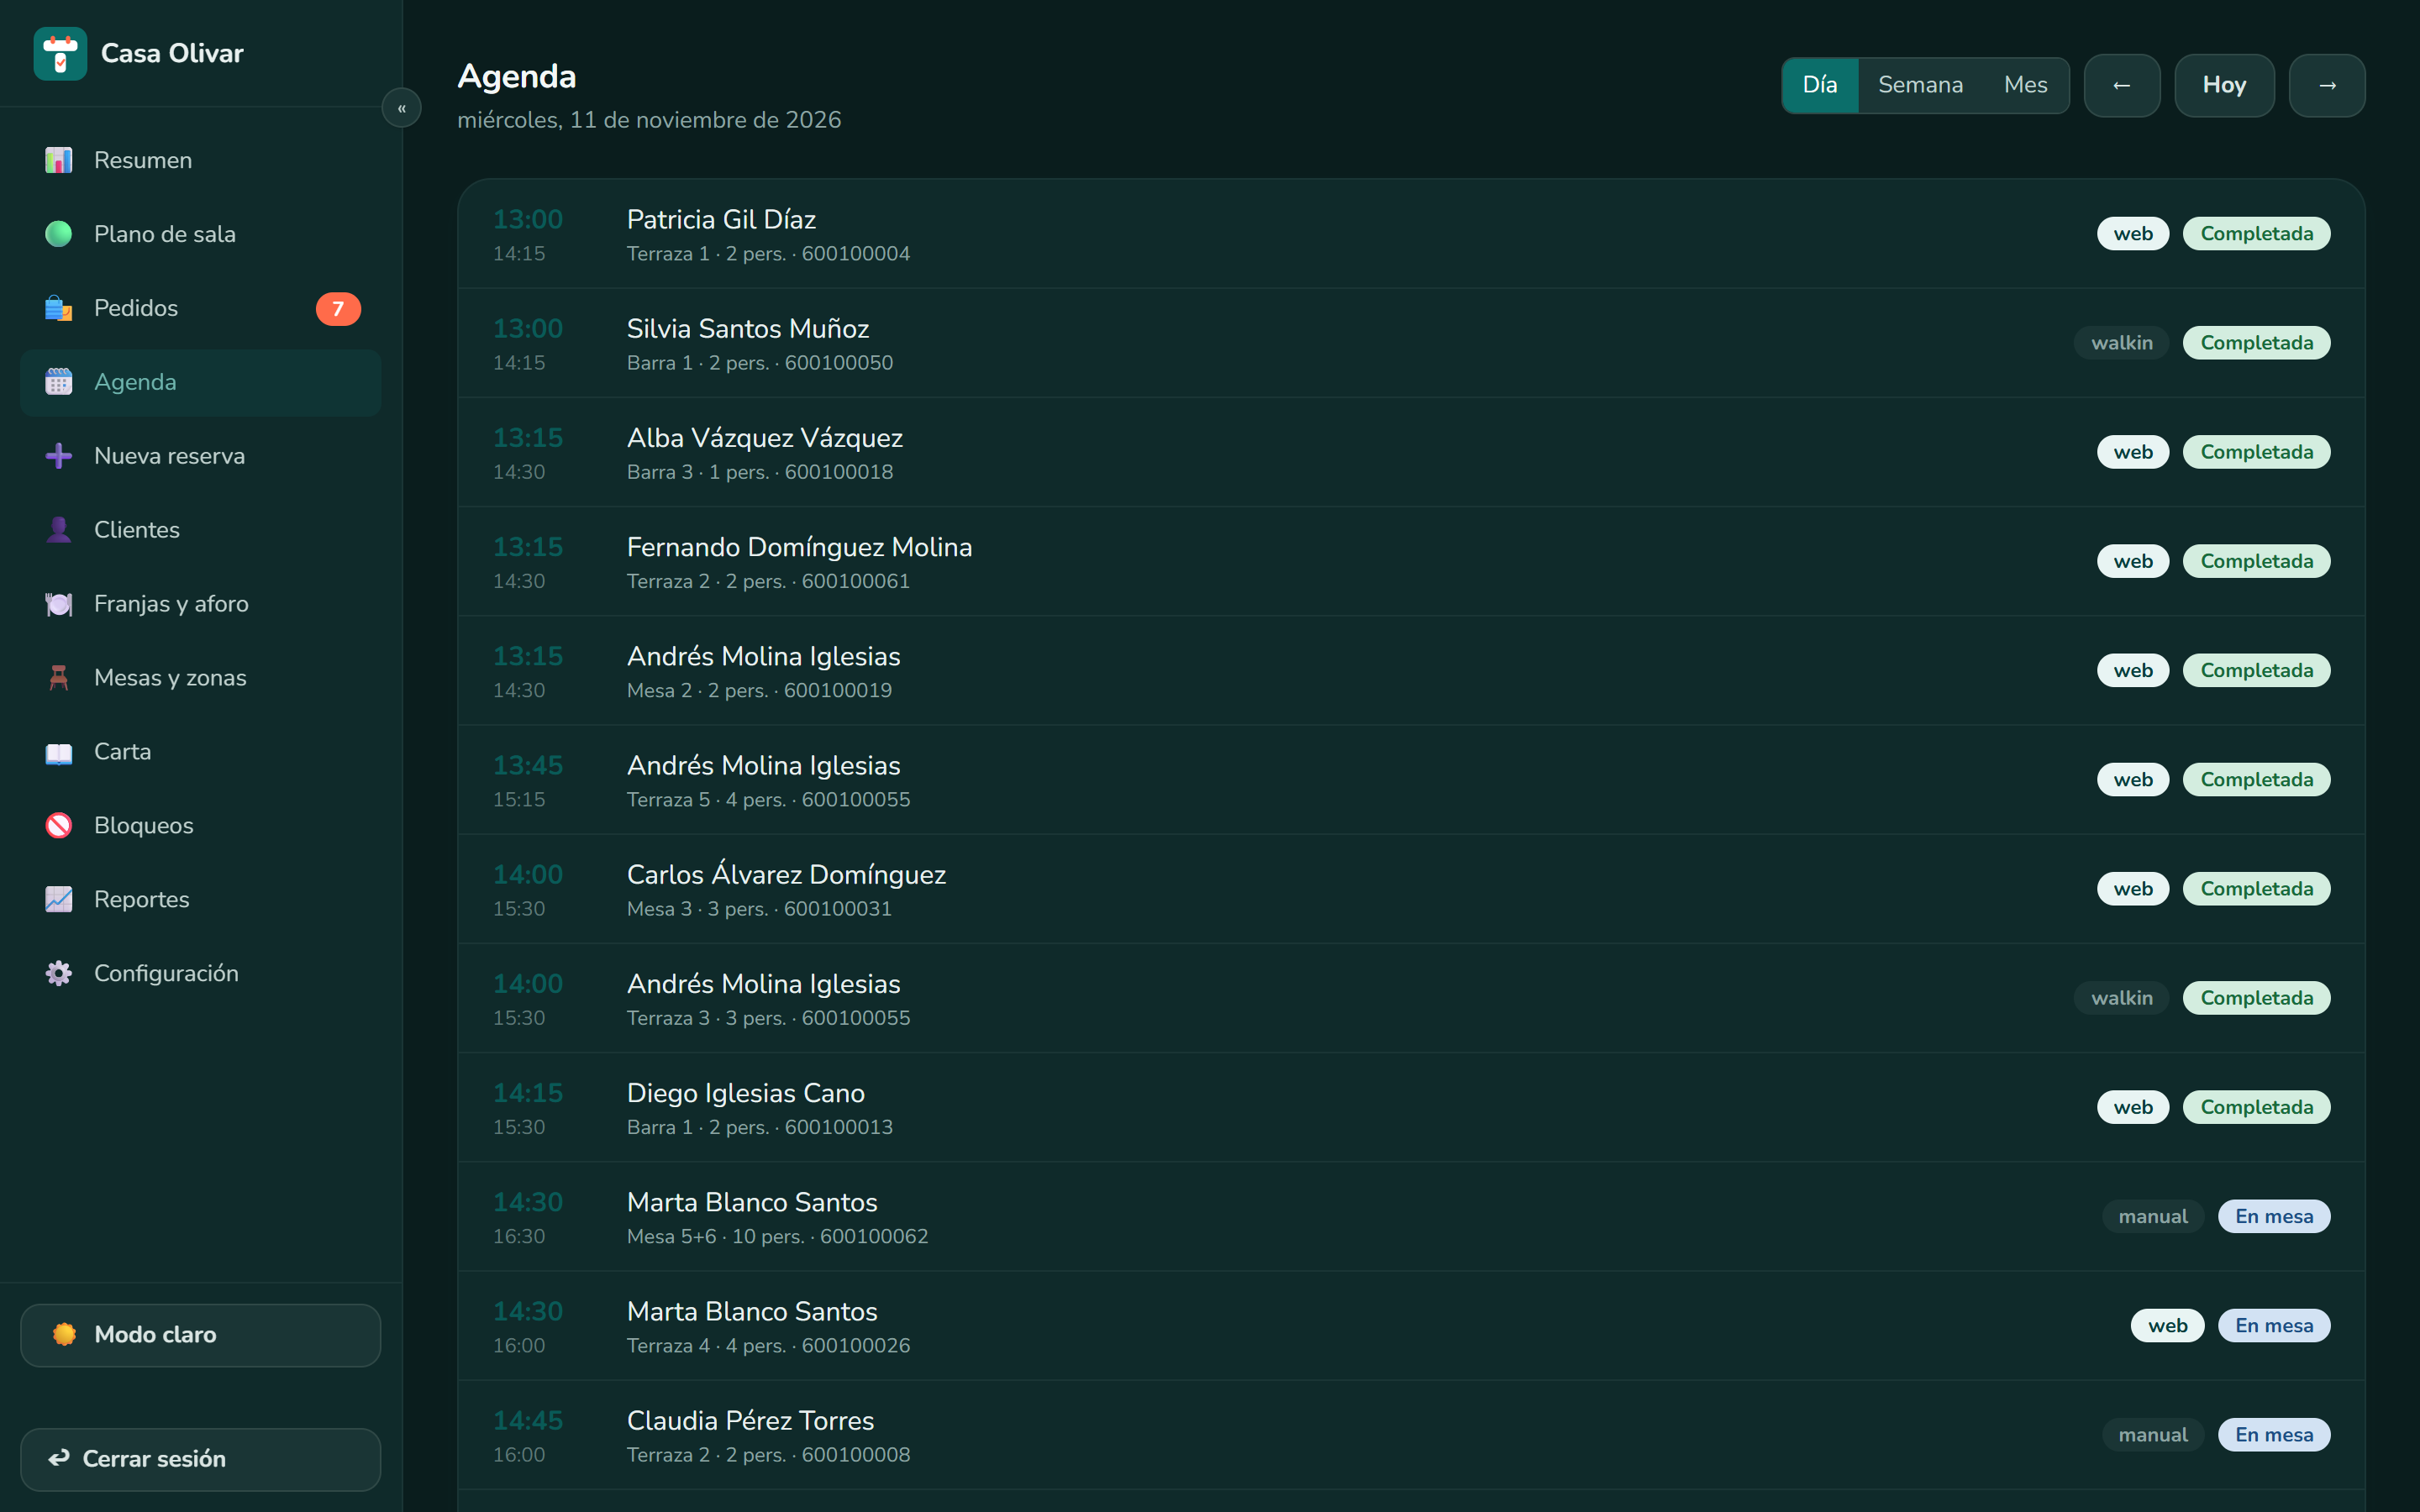 Casa Olivar
«
Resumen
Plano de sala
Pedidos 7
Agenda
Nueva reserva
Clientes
Franjas y aforo
Mesas y zonas
Carta
Bloqueos
Reportes
Configuración
Modo claro
Cerrar sesión
Agenda
miércoles, 11 de noviembre de 2026
Día Semana Mes ← Hoy →
13:00 Patricia Gil Díaz web Completada
14:15 Terraza 1 · 2 pers. · 600100004
13:00 Silvia Santos Muñoz walkin Completada
14:15 Barra 1 · 2 pers. · 600100050
13:15 Alba Vázquez Vázquez web Completada
14:30 Barra 3 · 1 pers. · 600100018
13:15 Fernando Domínguez Molina web Completada
14:30 Terraza 2 · 2 pers. · 600100061
13:15 Andrés Molina Iglesias web Completada
14:30 Mesa 2 · 2 pers. · 600100019
13:45 Andrés Molina Iglesias web Completada
15:15 Terraza 5 · 4 pers. · 600100055
14:00 Carlos Álvarez Domínguez web Completada
15:30 Mesa 3 · 3 pers. · 600100031
14:00 Andrés Molina Iglesias walkin Completada
15:30 Terraza 3 · 3 pers. · 600100055
14:15 Diego Iglesias Cano web Completada
15:30 Barra 1 · 2 pers. · 600100013
14:30 Marta Blanco Santos manual En mesa
16:30 Mesa 5+6 · 10 pers. · 600100062
14:30 Marta Blanco Santos web En mesa
16:00 Terraza 4 · 4 pers. · 600100026
14:45 Claudia Pérez Torres manual En mesa
16:00 Terraza 2 · 2 pers. · 600100008